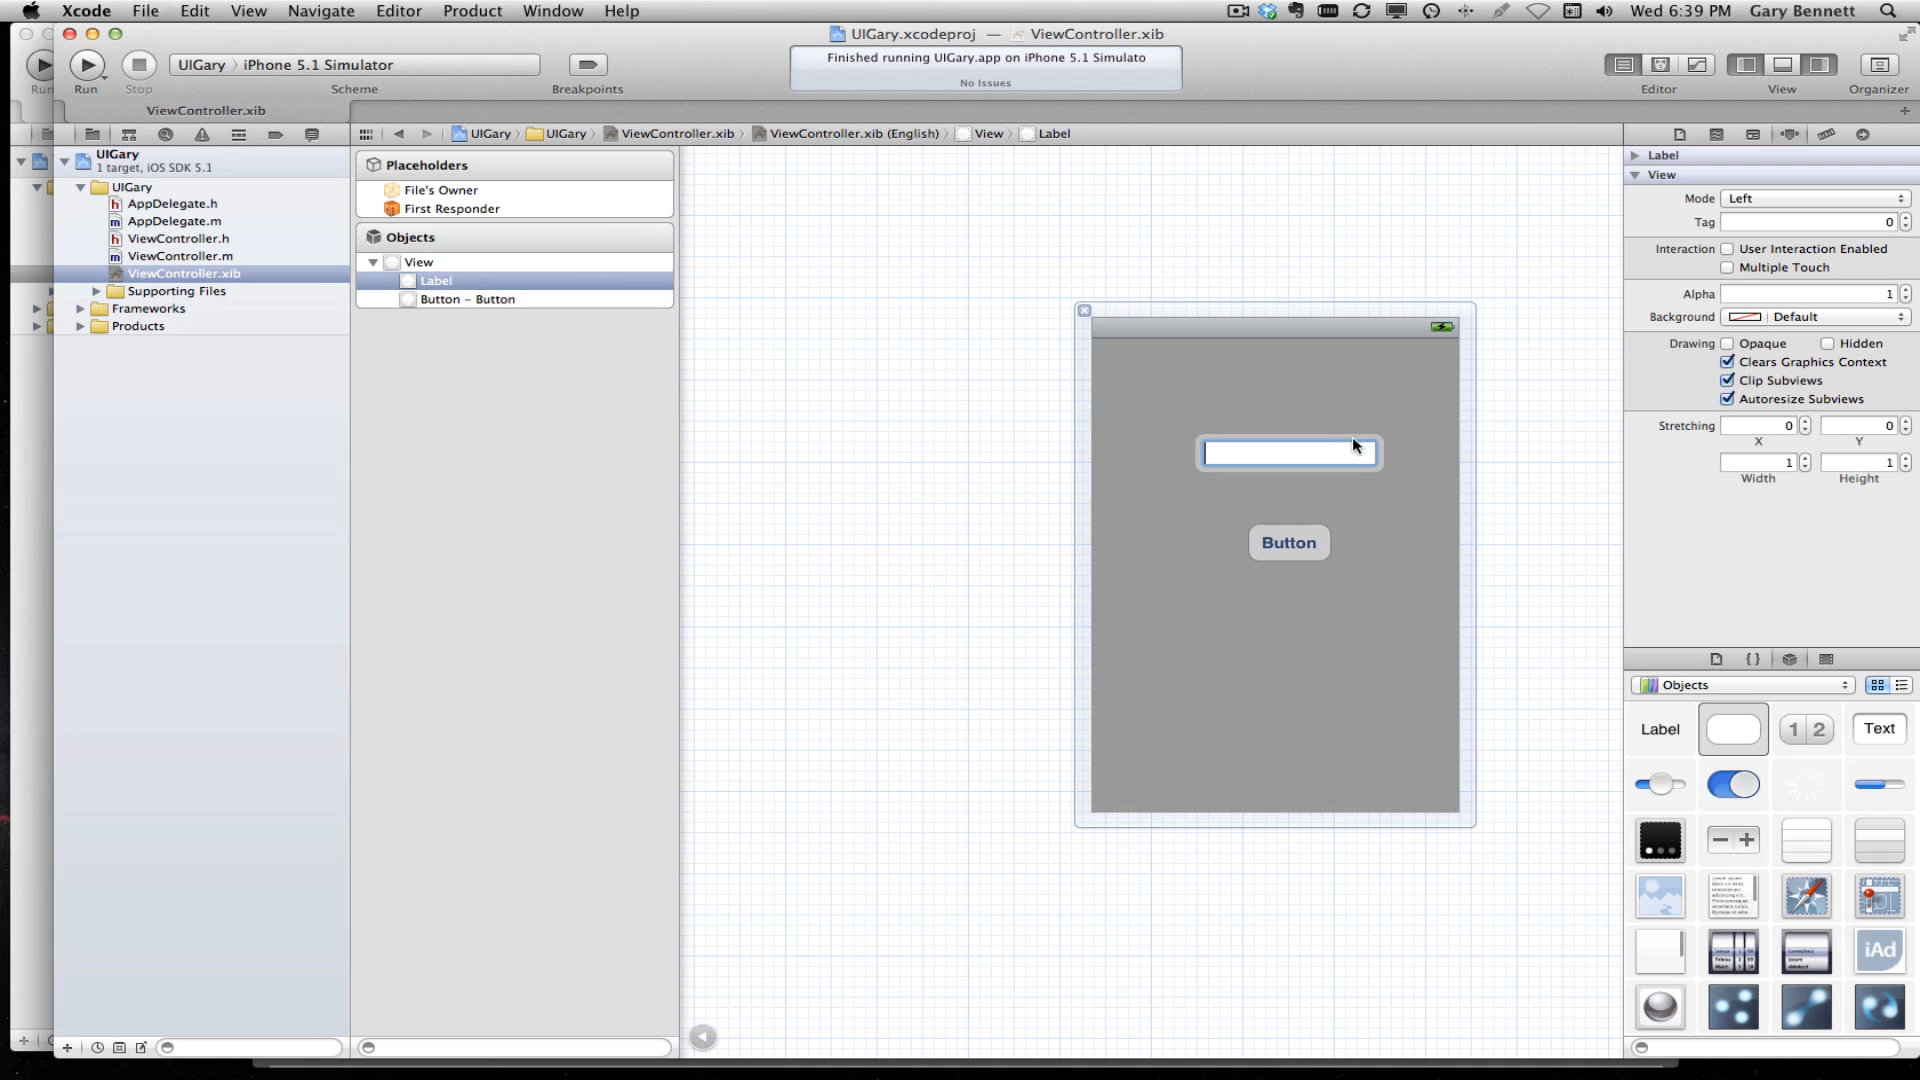 Xcode File Edit View Navigate Editor Product Window Help Wed 6:39 PM Gary Bennett
UIGary.xcodeproj — ViewController.xib
UIGary iPhone 5.1 Simulator
Finished running UIGary.app on iPhone 5.1 Simulato
No Issues
Run Run Stop Scheme Breakpoints Editor View Organizer
ViewController.xib
UIGary UIGary ViewController.xib ViewController.xib (English) View Label
UIGary
1 target, iOS SDK 5.1
UIGary
AppDelegate.h
AppDelegate.m
ViewController.h
ViewController.m
ViewController.xib
Supporting Files
Frameworks
Products
Placeholders
File's Owner
First Responder
Objects
View
Label
Button – Button
Button
Label
View
Mode Left
Tag 0
Interaction User Interaction Enabled
Multiple Touch
Alpha 1
Background Default
Drawing Opaque Hidden
Clears Graphics Context
Clip Subviews
Autoresize Subviews
Stretching 0 0
X Y
1 1
Width Height
{ }
Objects
Label 1 2 Text
iAd